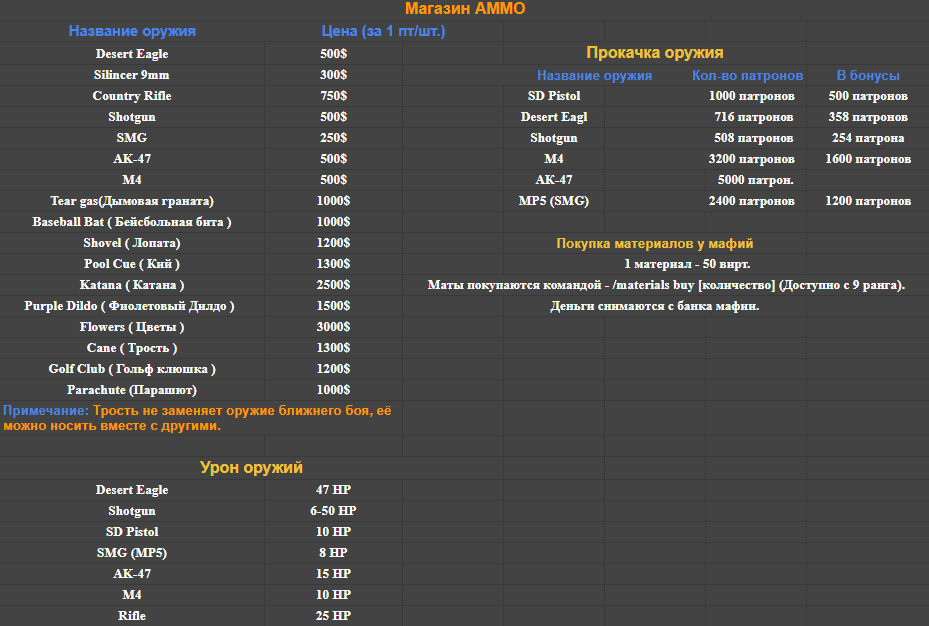 Магазин AMMO
Название оружия Цена (за 1 пт/шт.)
Desert Eagle 500$
Silincer 9mm 300$
Country Rifle 750$
Shotgun 500$
SMG 250$
AK-47 500$
M4 500$
Tear gas(Дымовая граната) 1000$
Baseball Bat ( Бейсбольная бита ) 1000$
Shovel ( Лопата) 1200$
Pool Cue ( Кий ) 1300$
Katana ( Катана ) 2500$
Purple Dildo ( Фиолетовый Дилдо ) 1500$
Flowers ( Цветы ) 3000$
Cane ( Трость ) 1300$
Golf Club ( Гольф клюшка ) 1200$
Parachute (Парашют) 1000$
Примечание: Трость не заменяет оружие ближнего боя, её
можно носить вместе с другими.
Урон оружий
Desert Eagle 47 HP
Shotgun 6-50 HP
SD Pistol 10 HP
SMG (MP5) 8 HP
AK-47 15 HP
M4 10 HP
Rifle 25 HP
Прокачка оружия
Название оружия Кол-во патронов В бонусы
SD Pistol 1000 патронов 500 патронов
Desert Eagl 716 патронов 358 патронов
Shotgun 508 патронов 254 патрона
M4 3200 патронов 1600 патронов
AK-47 5000 патрон.
MP5 (SMG) 2400 патронов 1200 патронов
Покупка материалов у мафий
1 материал - 50 вирт.
Маты покупаются командой - /materials buy [количество] (Доступно с 9 ранга).
Деньги снимаются с банка мафии.